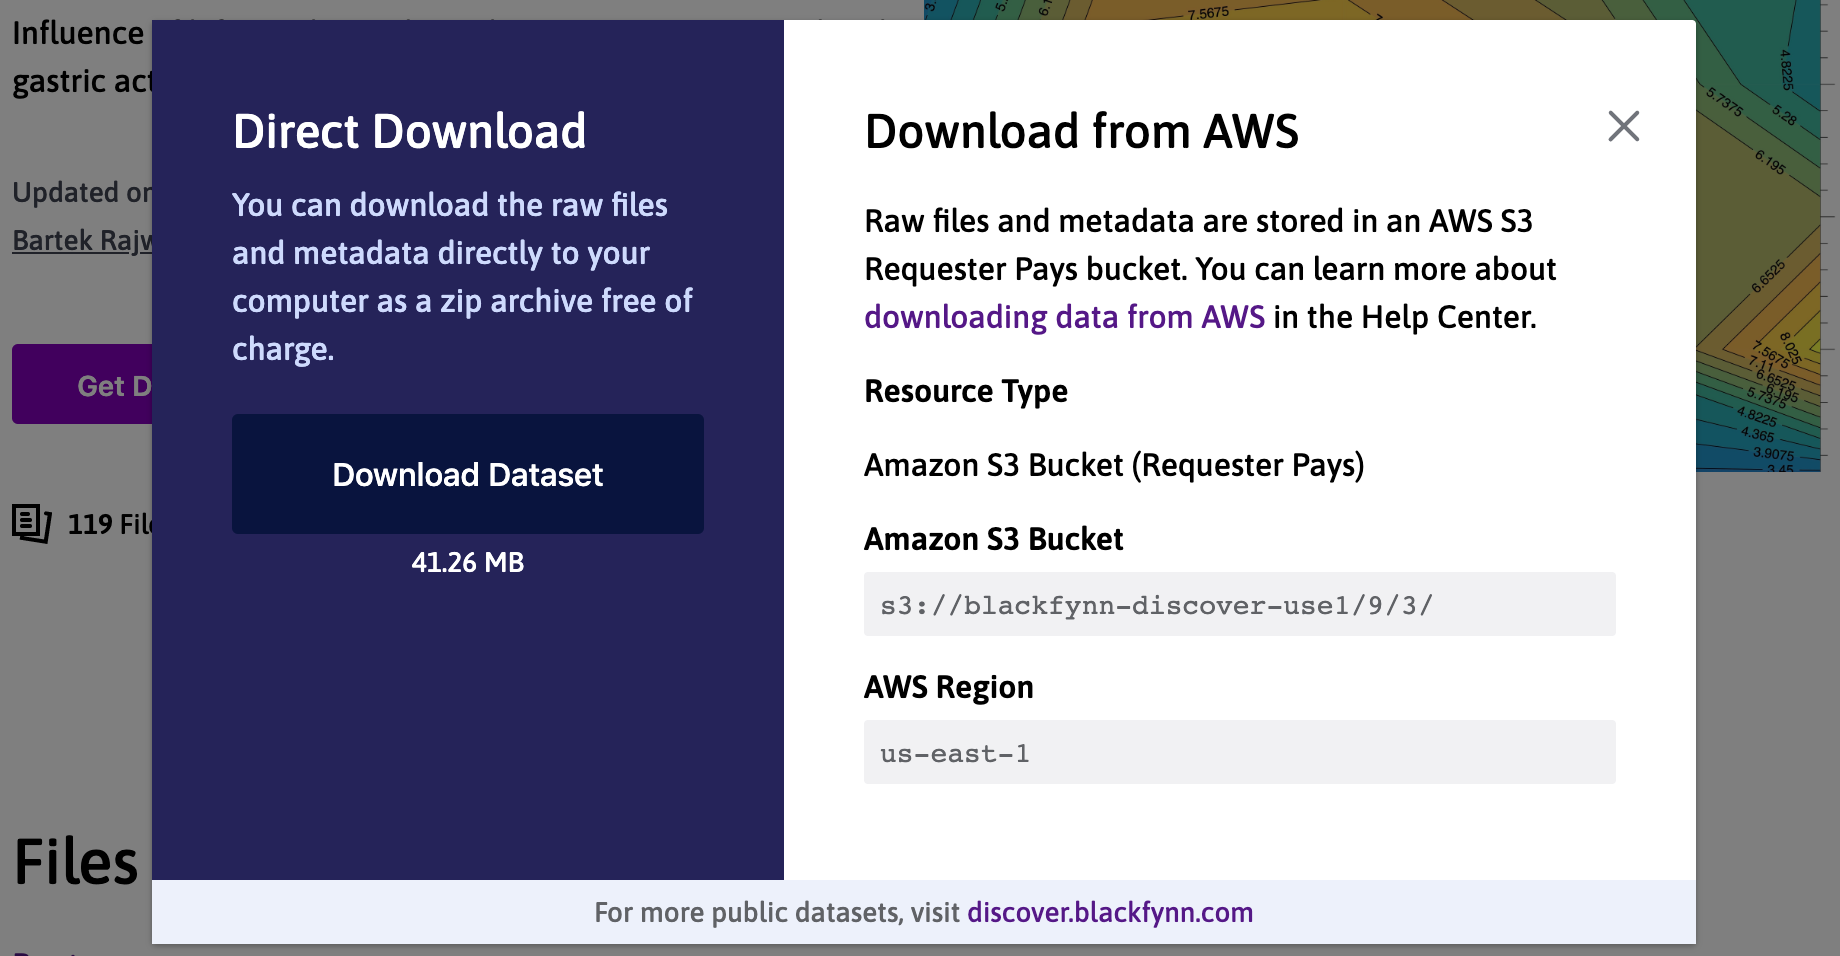 Influence
gastric act
Updated on
Bartek Rajw
Get D
119 File
Files
Direct Download
You can download the raw files
and metadata directly to your
computer as a zip archive free of
charge.
Download Dataset
41.26 MB
Download from AWS
Raw files and metadata are stored in an AWS S3
Requester Pays bucket. You can learn more about
downloading data from AWS in the Help Center.
Resource Type
Amazon S3 Bucket (Requester Pays)
Amazon S3 Bucket
s3://blackfynn-discover-use1/9/3/
AWS Region
us-east-1
For more public datasets, visit discover.blackfynn.com
7.5675
4.8225
5.7375
5.28
6.195
6.6525
8.025
7.5675
7.11
6.6525
6.195
5.7375
4.8225
4.365
3.9075
3.45